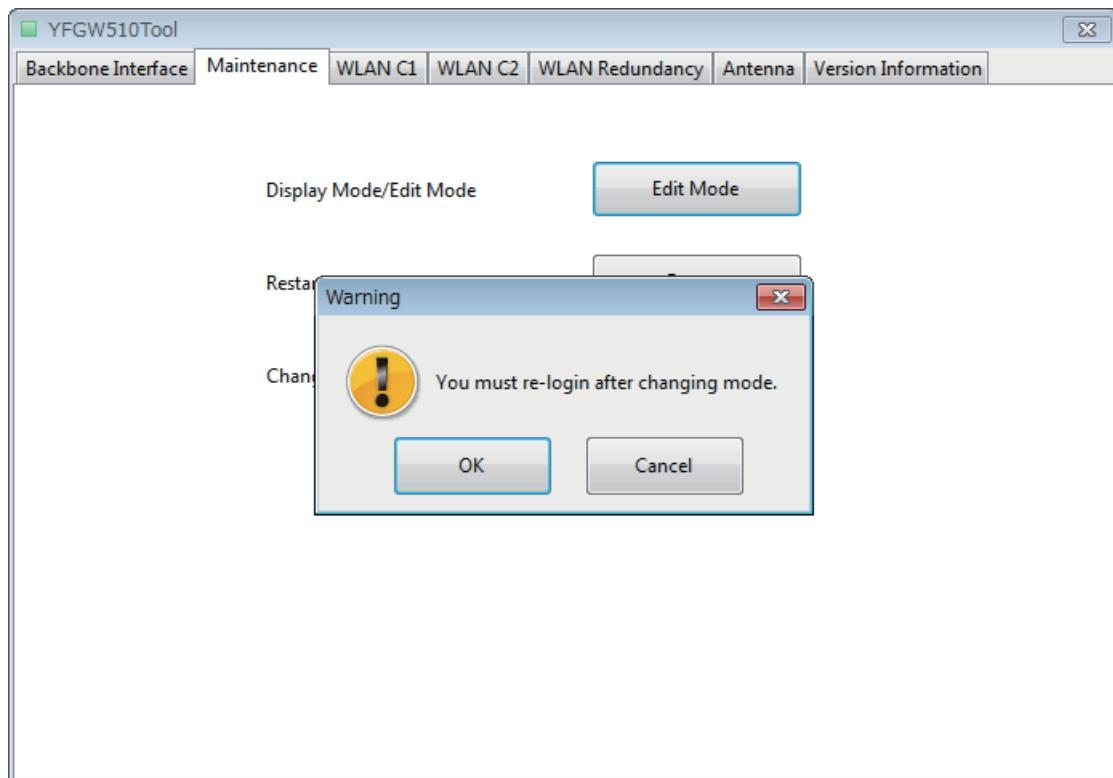 YFGW510Tool
Backbone Interface Maintenance WLAN C1 WLAN C2 WLAN Redundancy Antenna Version Information
Display Mode/Edit Mode Edit Mode
Warning
You must re-login after changing mode.
OK Cancel